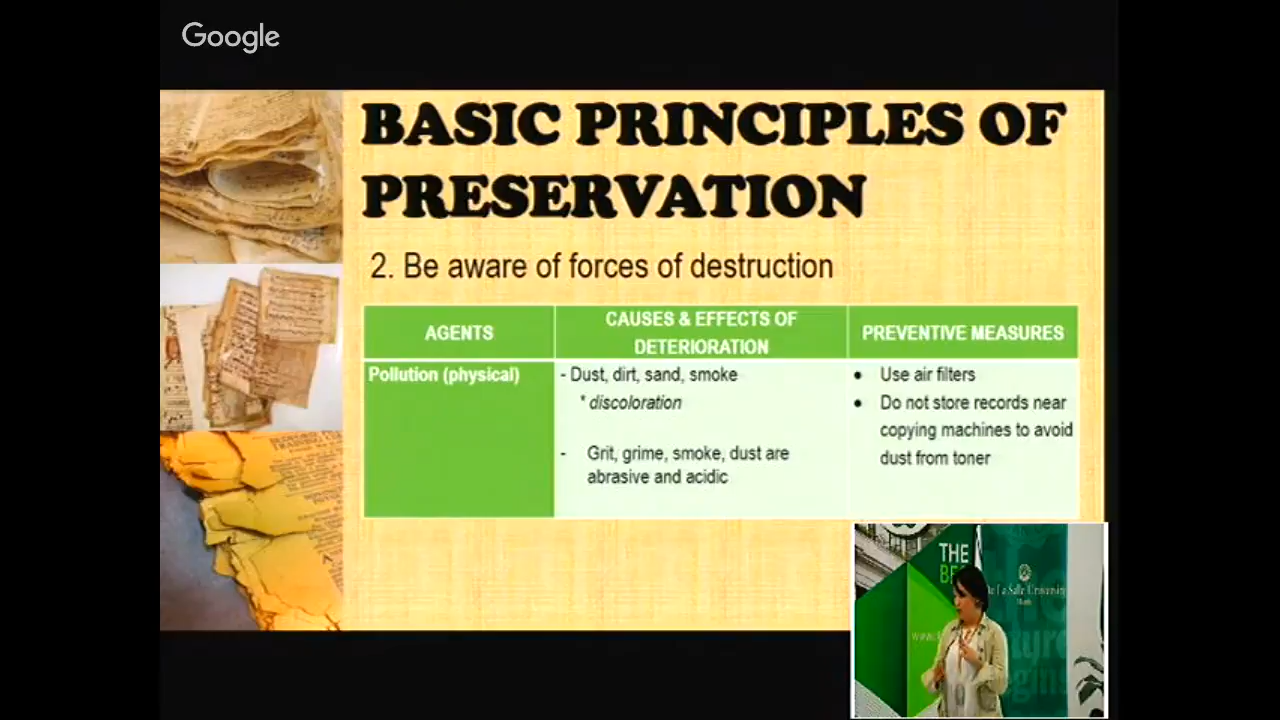 Google
BASIC PRINCIPLES OF
PRESERVATION
2. Be aware of forces of destruction
AGENTS
CAUSES & EFFECTS OF
DETERIORATION
PREVENTIVE MEASURES
Pollution (physical)
- Dust, dirt, sand, smoke
* discoloration
- Grit, grime, smoke, dust are
abrasive and acidic
• Use air filters
• Do not store records near
copying machines to avoid
dust from toner
THE
De La Salle University